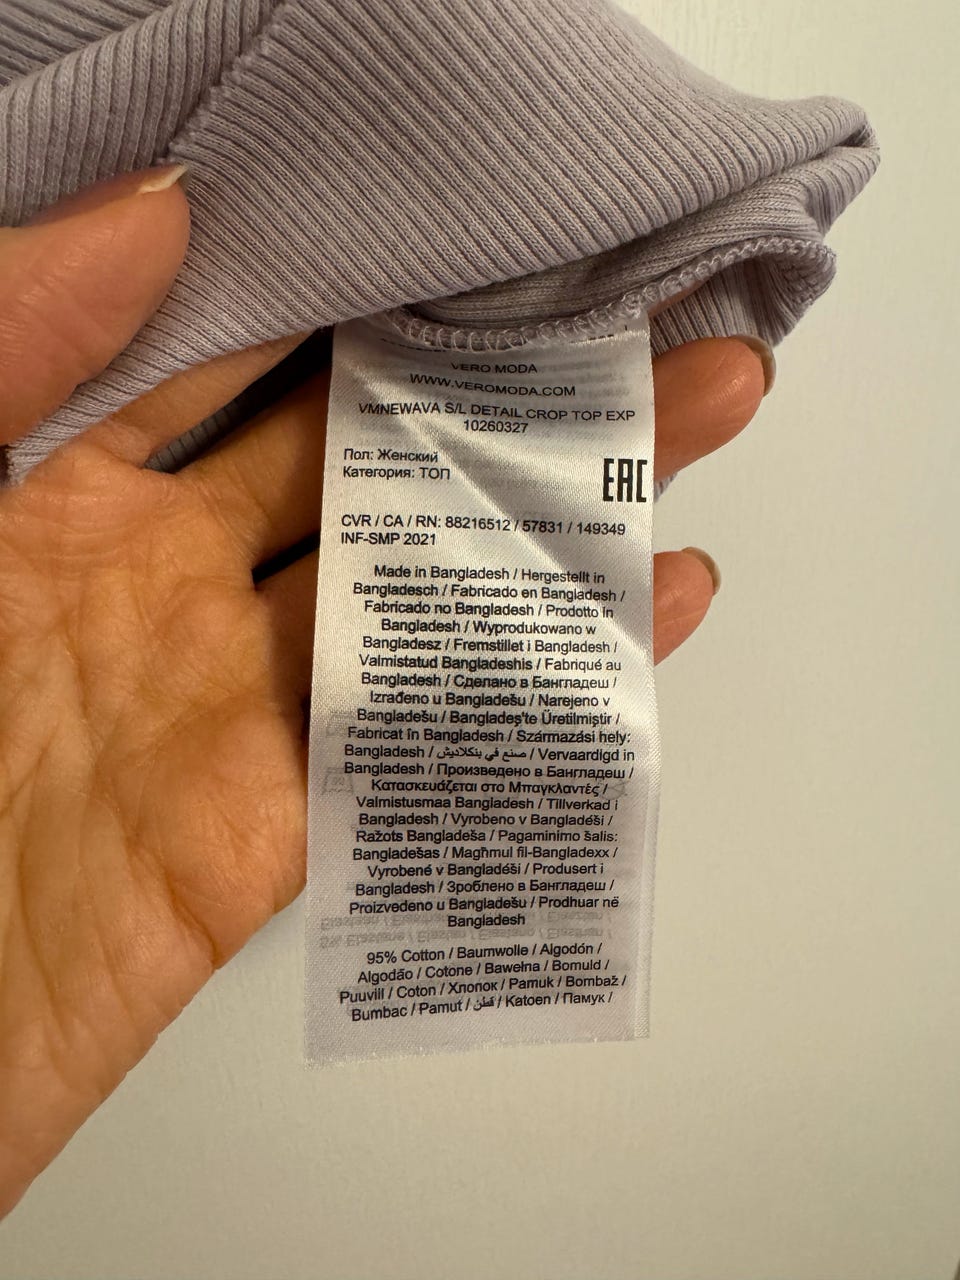 VERO MODA
WWW.VEROMODA.COM
VMNEWAVA S/L DETAIL CROP TOP EXP
10260327
Пол: Женский
Категория: ТОП
EAC
CVR / CA / RN: 88216512 / 57831 / 149349
INF-SMP 2021
Made in Bangladesh / Hergestellt in
Bangladesch / Fabricado en Bangladesh /
Fabricado no Bangladesh / Prodotto in
Bangladesh / Wyprodukowano w
Bangladesz / Fremstillet i Bangladesh /
Valmistatud Bangladeshis / Fabriqué au
Bangladesh / Сделано в Бангладеш /
Izrađeno u Bangladešu / Narejeno v
Bangladešu / Bangladeş'te Üretilmiştir /
Fabricat în Bangladesh / Származási hely:
Bangladesh / صنع في بنكلاديش / Vervaardigd in
Bangladesh / Произведено в Бангладеш /
Κατασκευάζεται στο Μπαγκλαντές /
Valmistusmaa Bangladesh / Tillverkad i
Bangladesh / Vyrobeno v Bangladéši /
Ražots Bangladeša / Pagaminimo šalis:
Bangladešas / Magħmul fil-Bangladexx /
Vyrobené v Bangladéši / Produsert i
Bangladesh / Зроблено в Бангладеш /
Proizvedeno u Bangladešu / Prodhuar në
Bangladesh
95% Cotton / Baumwolle / Algodón /
Algodão / Cotone / Bawełna / Bomuld /
Puuvill / Coton / Хлопок / Pamuk / Bombaž /
Bumbac / Pamut / قطن / Katoen / Памук /